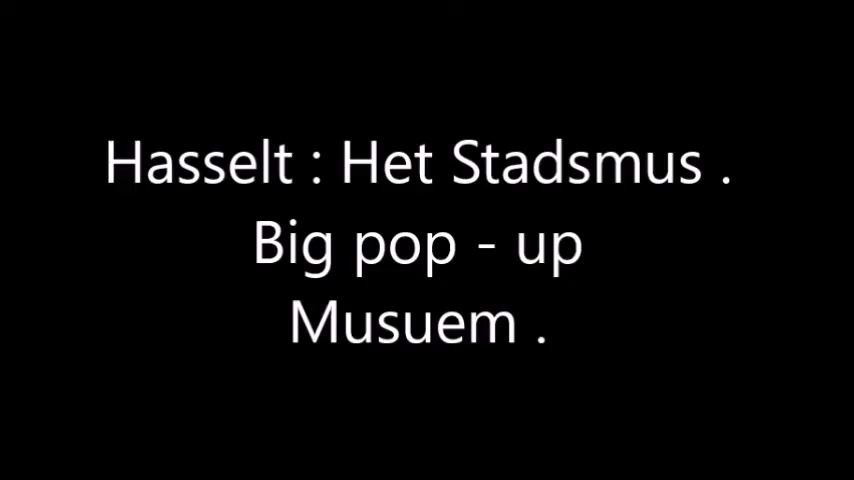 Hasselt : Het Stadsmus .
Big pop - up
Musuem .